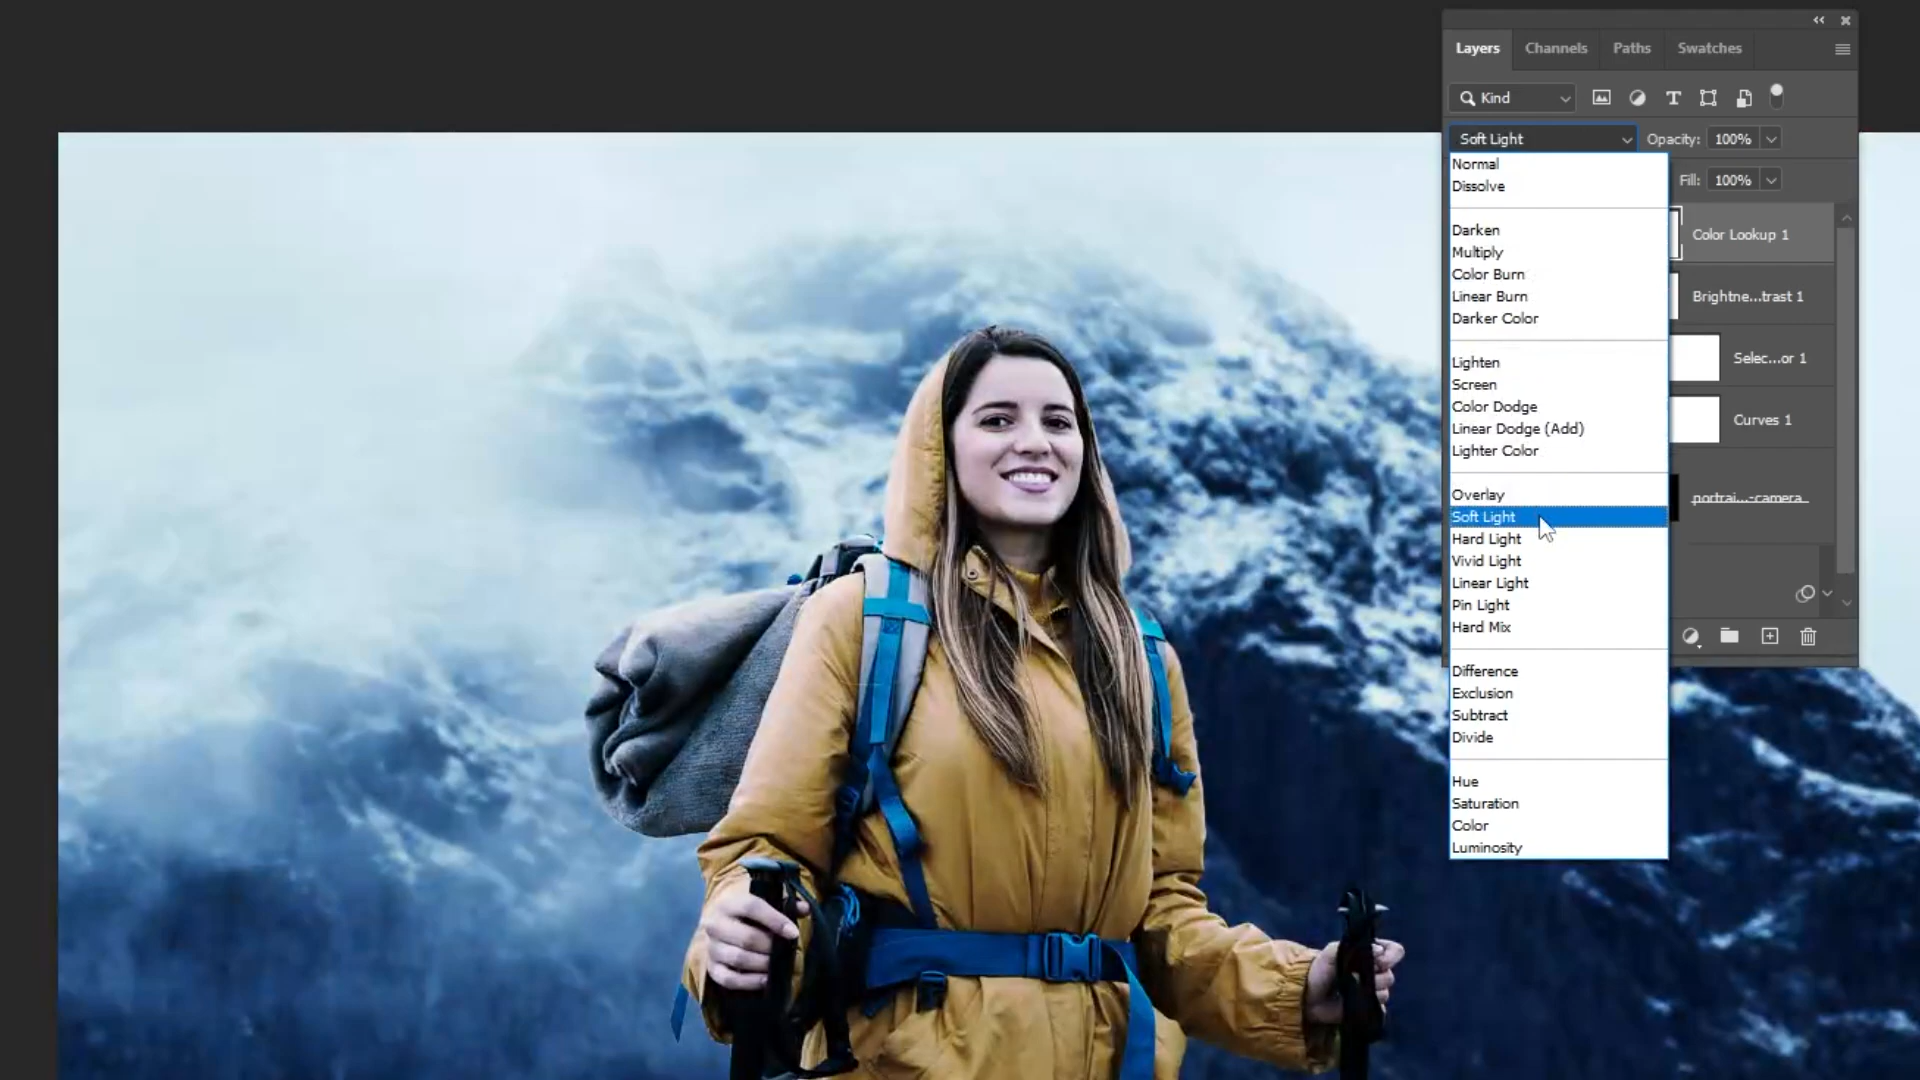 Layers Channels Paths Swatches
Kind
Soft Light Opacity: 100%
Normal
Dissolve
Fill: 100%
Darken
Multiply
Color Burn
Linear Burn
Darker Color
Lighten
Screen
Color Dodge
Linear Dodge (Add)
Lighter Color
Overlay
Soft Light
Hard Light
Vivid Light
Linear Light
Pin Light
Hard Mix
Difference
Exclusion
Subtract
Divide
Hue
Saturation
Color
Luminosity
Color Lookup 1
Brightne...trast 1
Selec...or 1
Curves 1
portrai...-camera